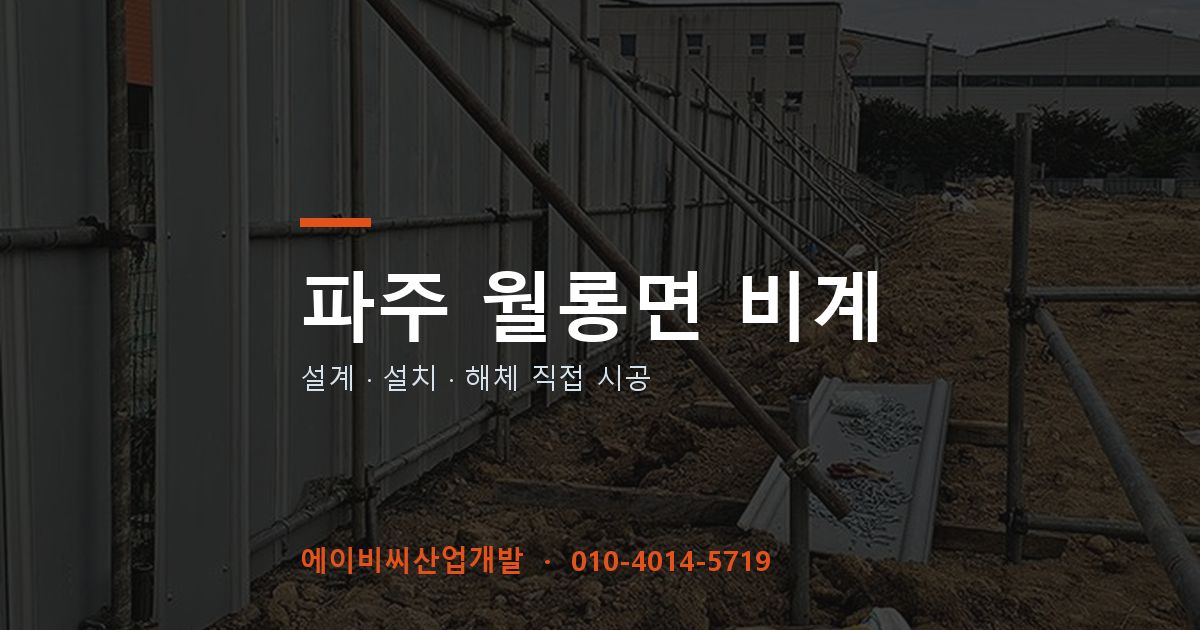 파주 월롱면 비계
설계 · 설치 · 해체 직접 시공
에이비씨산업개발 · 010-4014-5719